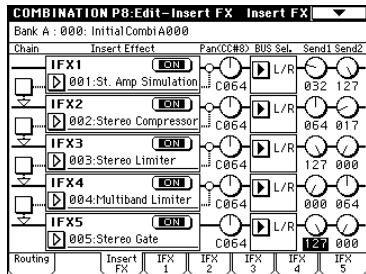 COMBINATION P8:Edit-Insert FX Insert FX
Bank A : 000: InitialCombiA000
Chain Insert Effect Pan(CC#8) BUS Sel. Send1 Send2
IFX1 ON
001:St. Amp Simulation C064 L/R 032 127
IFX2 ON
002:Stereo Compressor C064 L/R 064 017
IFX3 ON
003:Stereo Limiter C064 L/R 127 000
IFX4 ON
004:Multiband Limiter C064 L/R 000 064
IFX5 ON
005:Stereo Gate C064 L/R 127 000
Routing Insert FX IFX 1 IFX 2 IFX 3 IFX 4 IFX 5